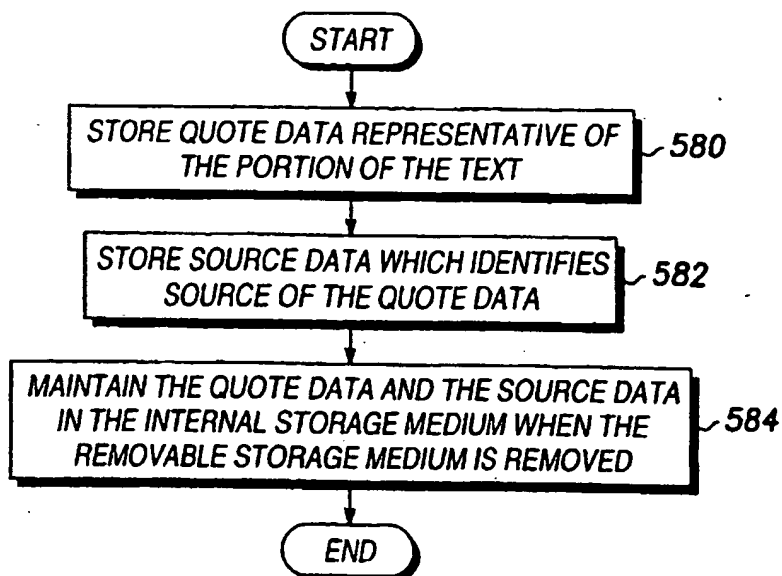 START
STORE QUOTE DATA REPRESENTATIVE OF
THE PORTION OF THE TEXT
580
STORE SOURCE DATA WHICH IDENTIFIES
SOURCE OF THE QUOTE DATA
582
MAINTAIN THE QUOTE DATA AND THE SOURCE DATA
IN THE INTERNAL STORAGE MEDIUM WHEN THE
REMOVABLE STORAGE MEDIUM IS REMOVED
584
END